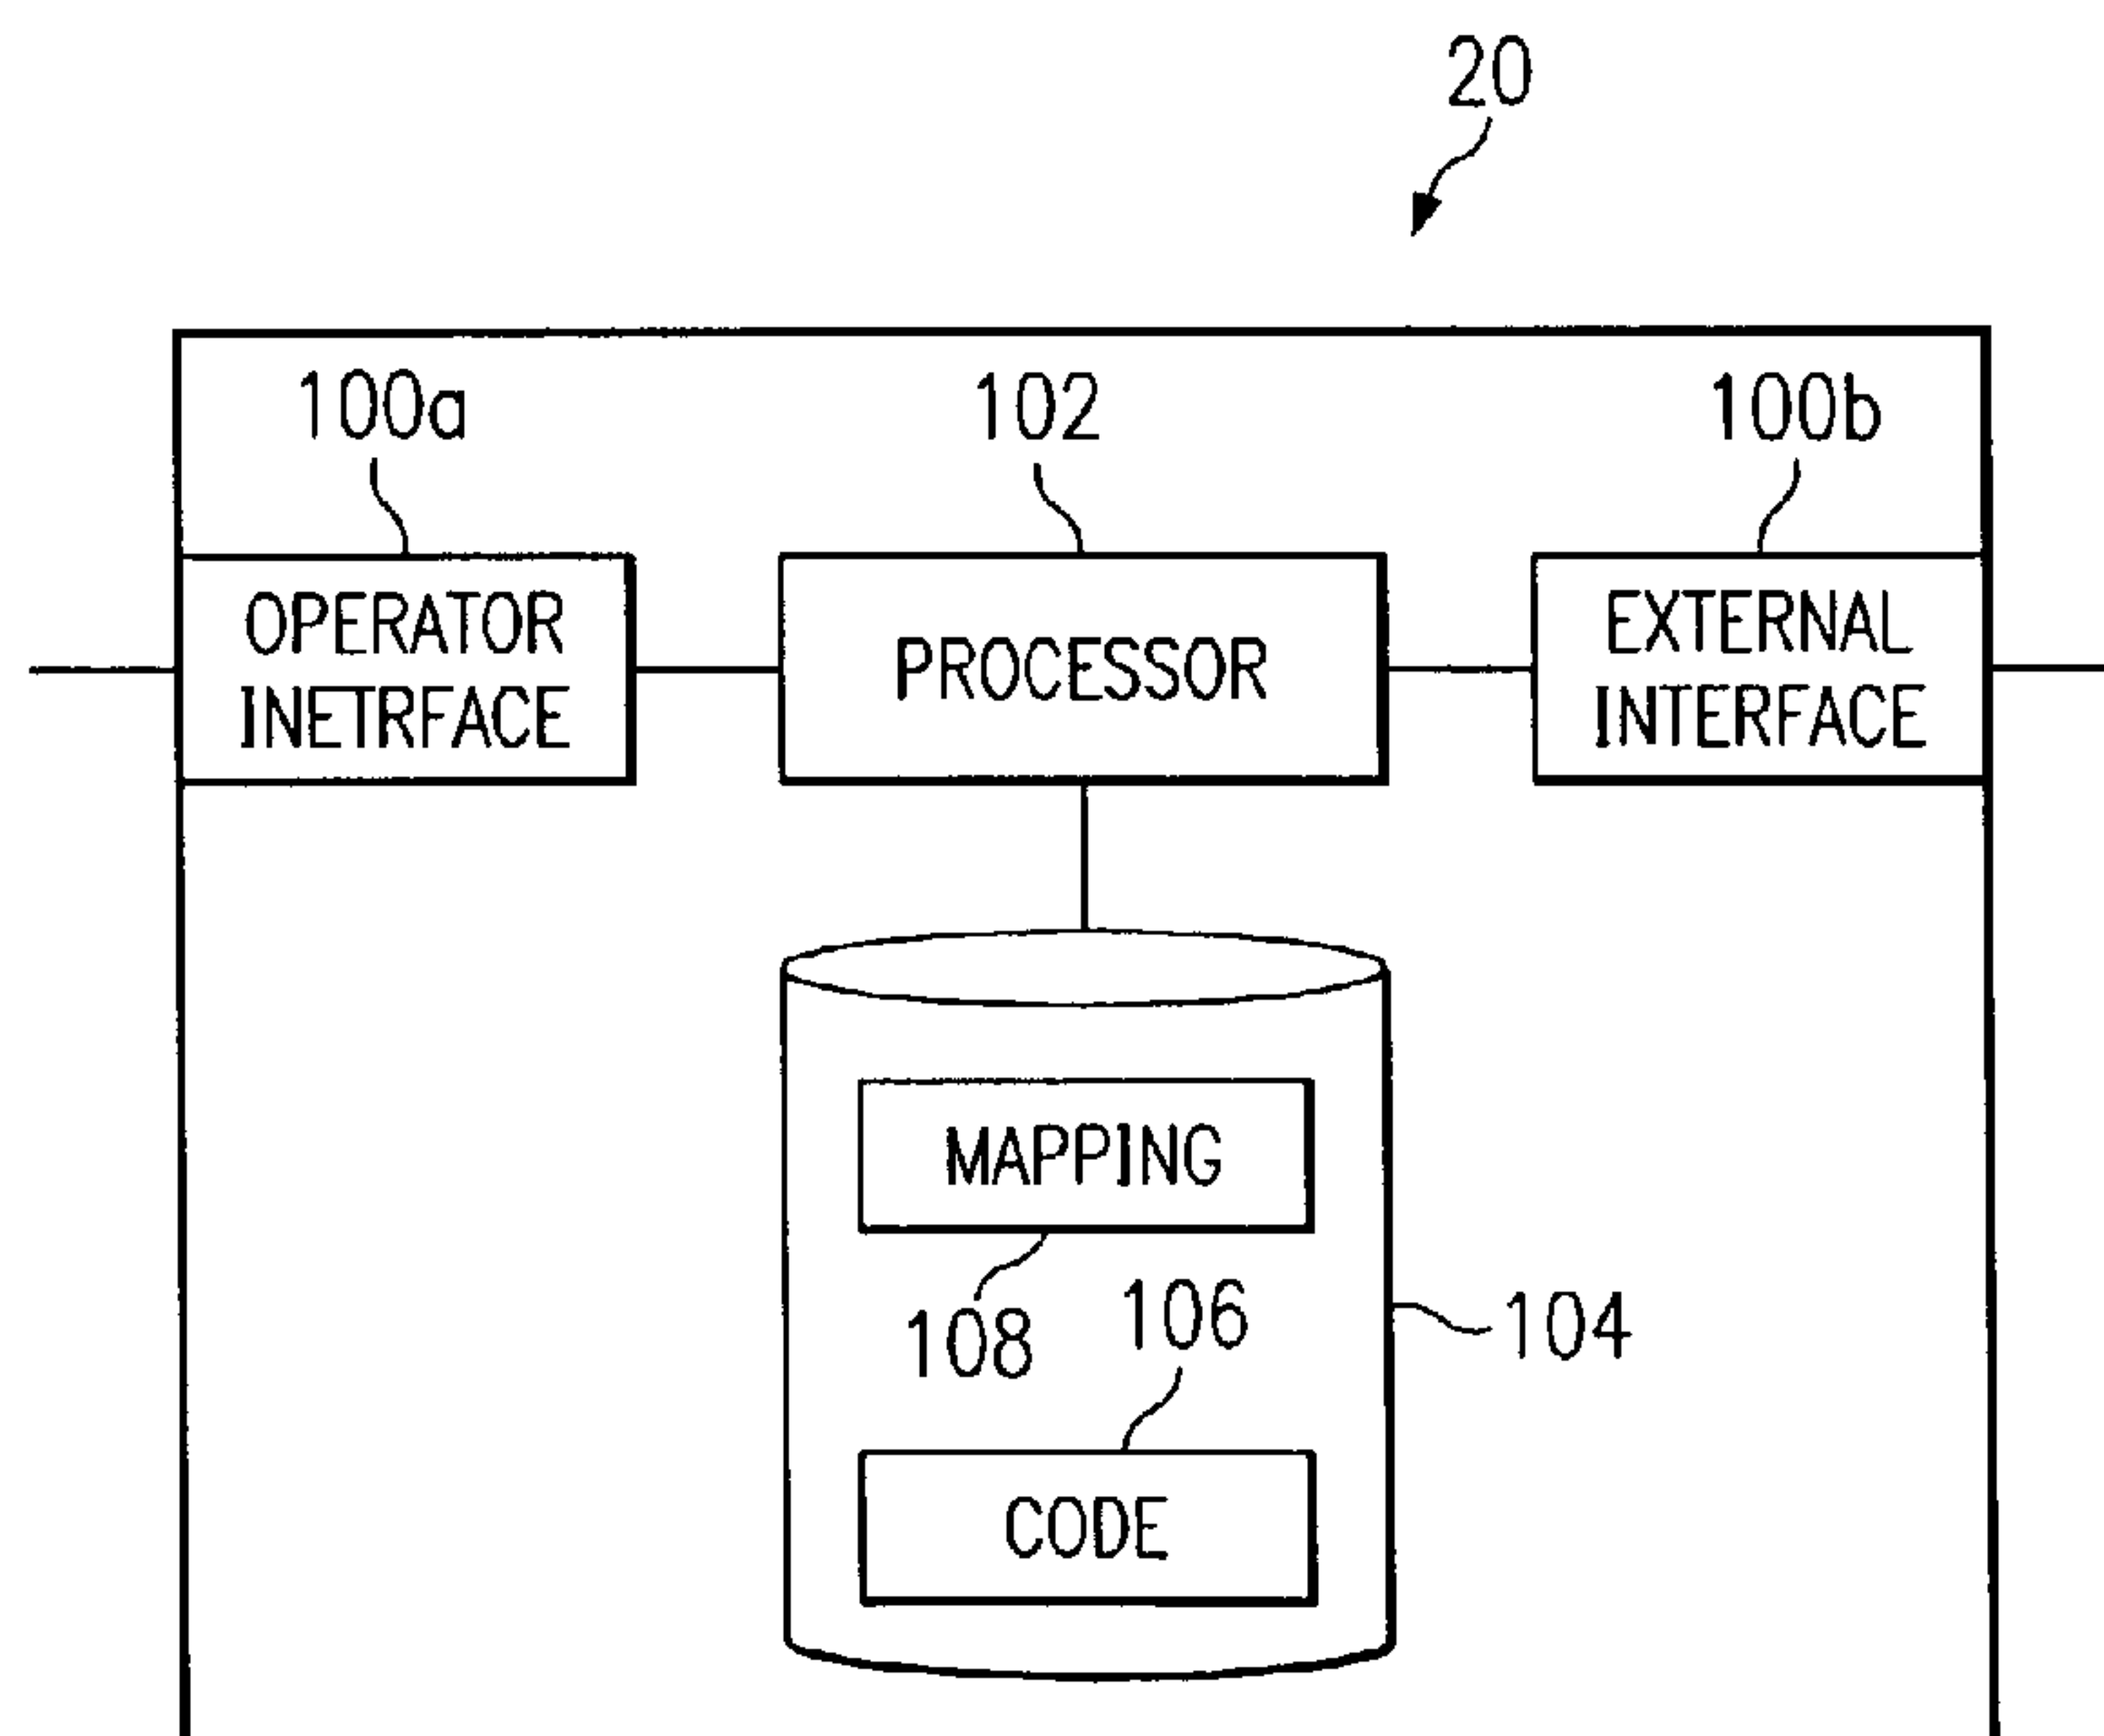 20
100a
102
100b
OPERATOR
INETRFACE
PROCESSOR
EXTERNAL
INTERFACE
MAPPING
108
106
104
CODE